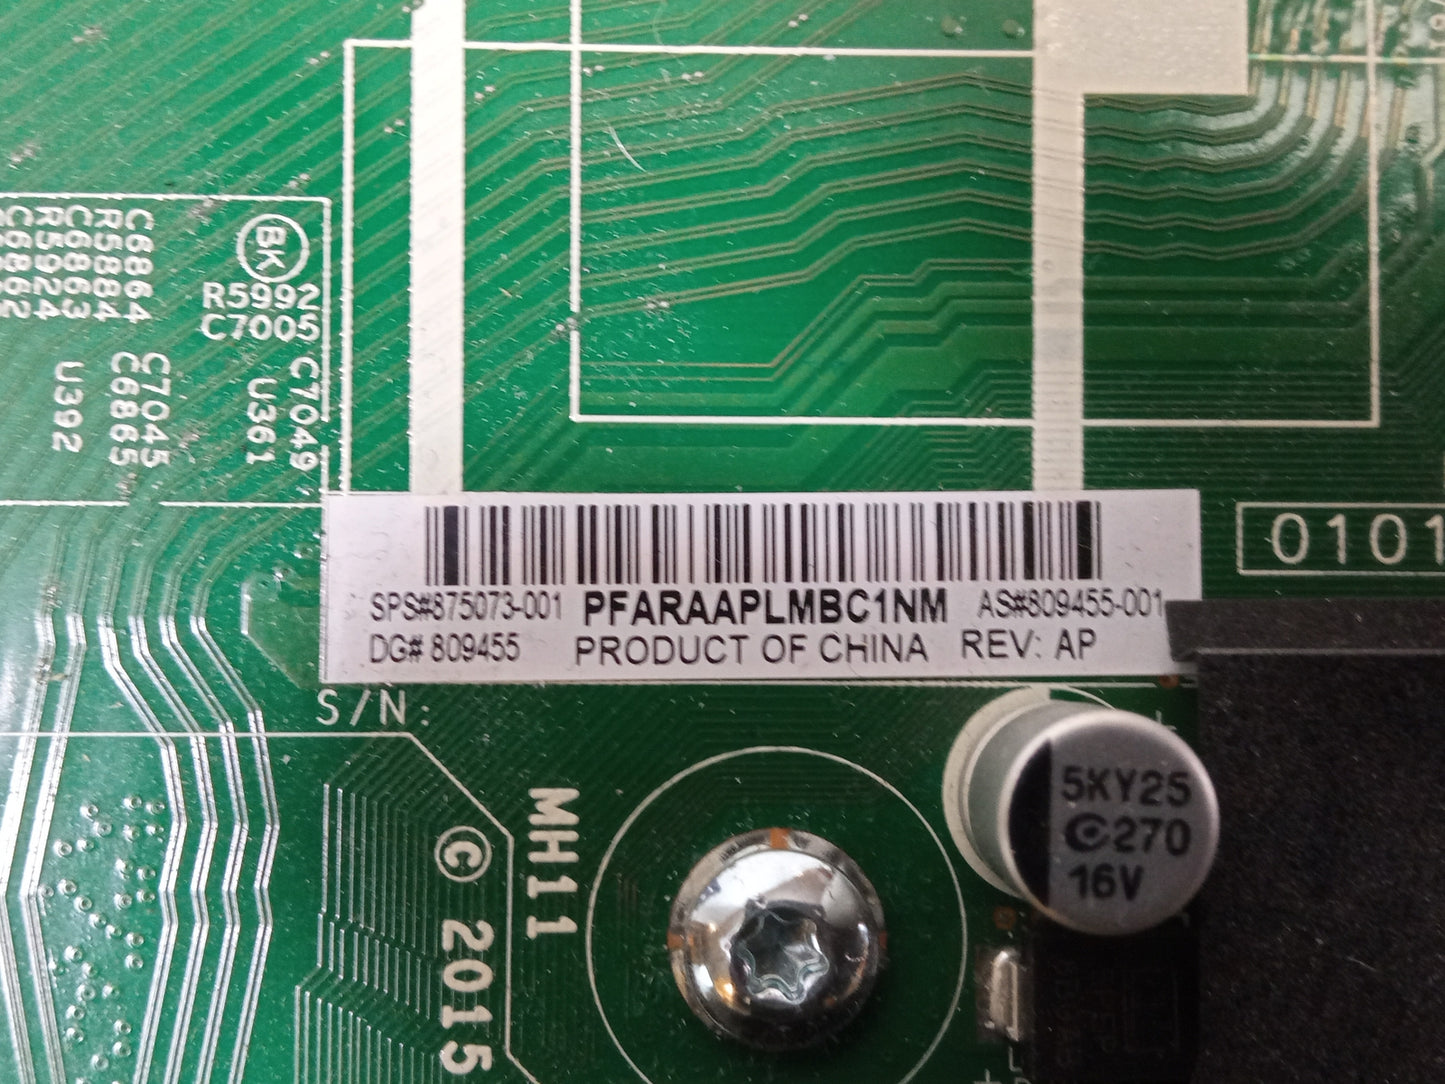 BK
R5992
C7005
C6864
R5884
C6863
R5924
C6862
C7049
U361
C7045
C6865
U392
0101
SPS#875073-001 PFARAAPLMBC1NM AS#809455-001
DG# 809455 PRODUCT OF CHINA REV: AP
S/N:
MH11
© 2015
5KY25
270
16V